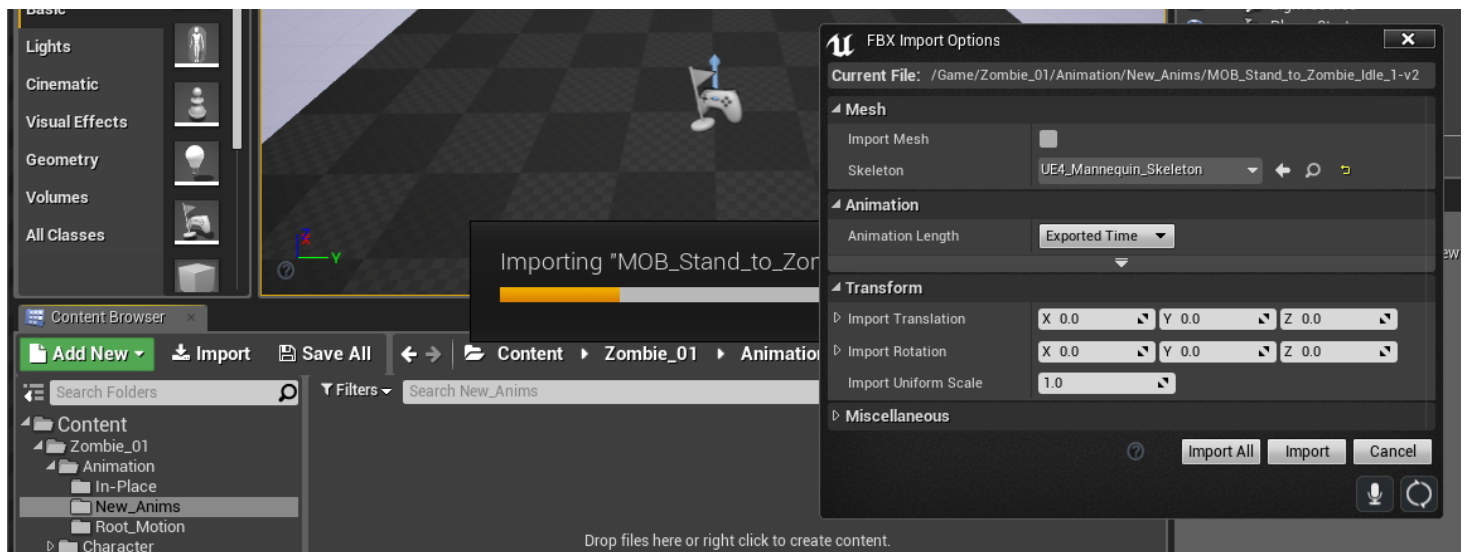 Basic
Lights
Cinematic
Visual Effects
Geometry
Volumes
All Classes
Z
X
Y
Importing "MOB_Stand_to_Zor
Content Browser
Add New
Import
Save All
Content
Zombie_01
Animatio
Search Folders
Filters
Search New_Anims
Content
Zombie_01
Animation
In-Place
New_Anims
Root_Motion
Character
Drop files here or right click to create content.
FBX Import Options
Current File: /Game/Zombie_01/Animation/New_Anims/MOB_Stand_to_Zombie_Idle_1-v2
Mesh
Import Mesh
Skeleton UE4_Mannequin_Skeleton
Animation
Animation Length Exported Time
Transform
Import Translation X 0.0 Y 0.0 Z 0.0
Import Rotation X 0.0 Y 0.0 Z 0.0
Import Uniform Scale 1.0
Miscellaneous
Import All Import Cancel